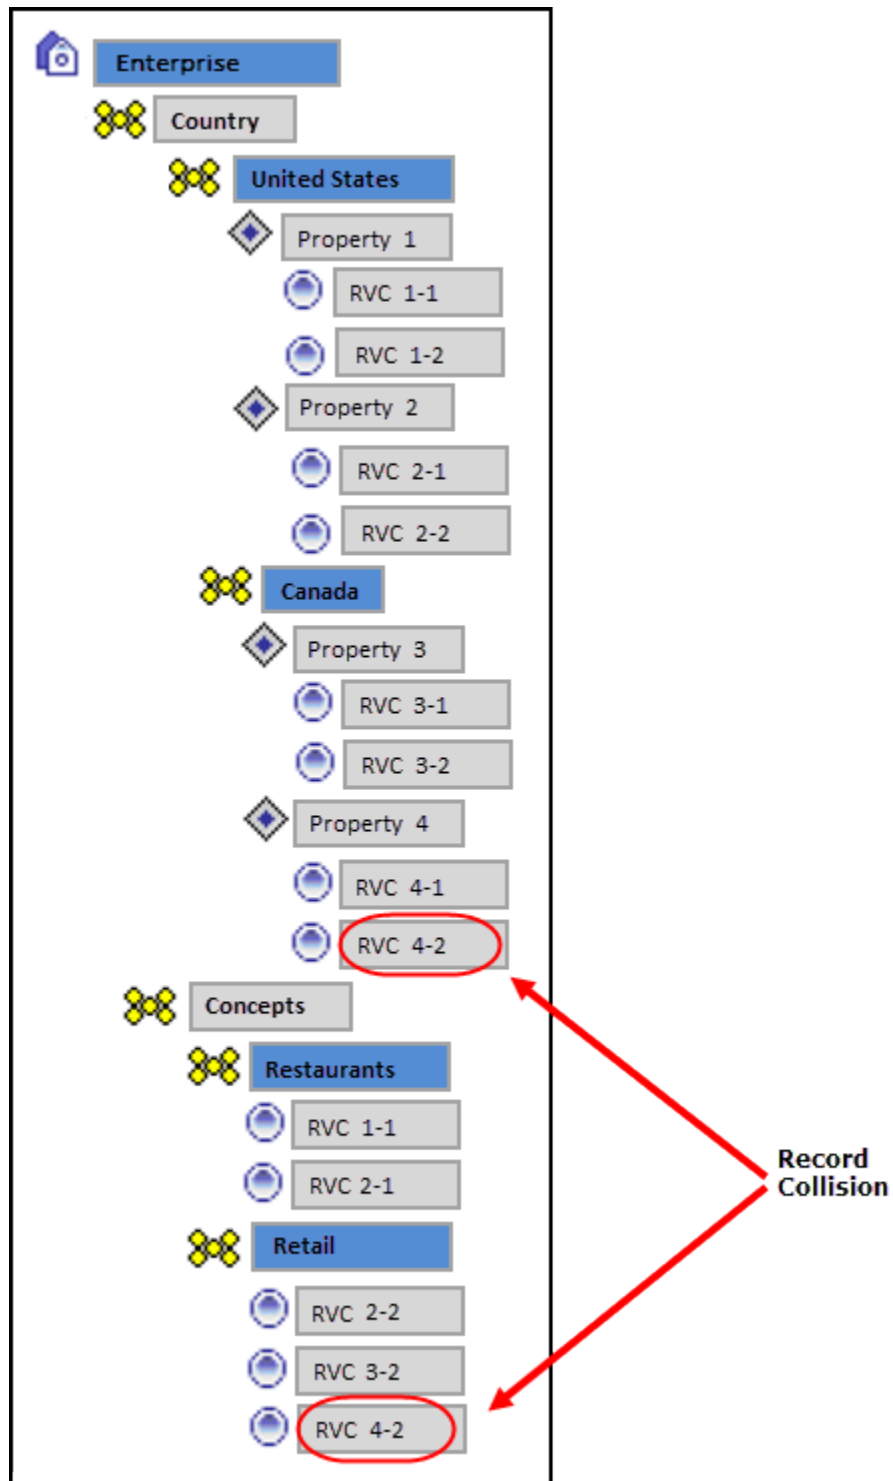 Enterprise
Country
United States
Property 1
RVC 1-1
RVC 1-2
Property 2
RVC 2-1
RVC 2-2
Canada
Property 3
RVC 3-1
RVC 3-2
Property 4
RVC 4-1
RVC 4-2
Concepts
Restaurants
RVC 1-1
RVC 2-1
Retail
RVC 2-2
RVC 3-2
RVC 4-2
Record
Collision